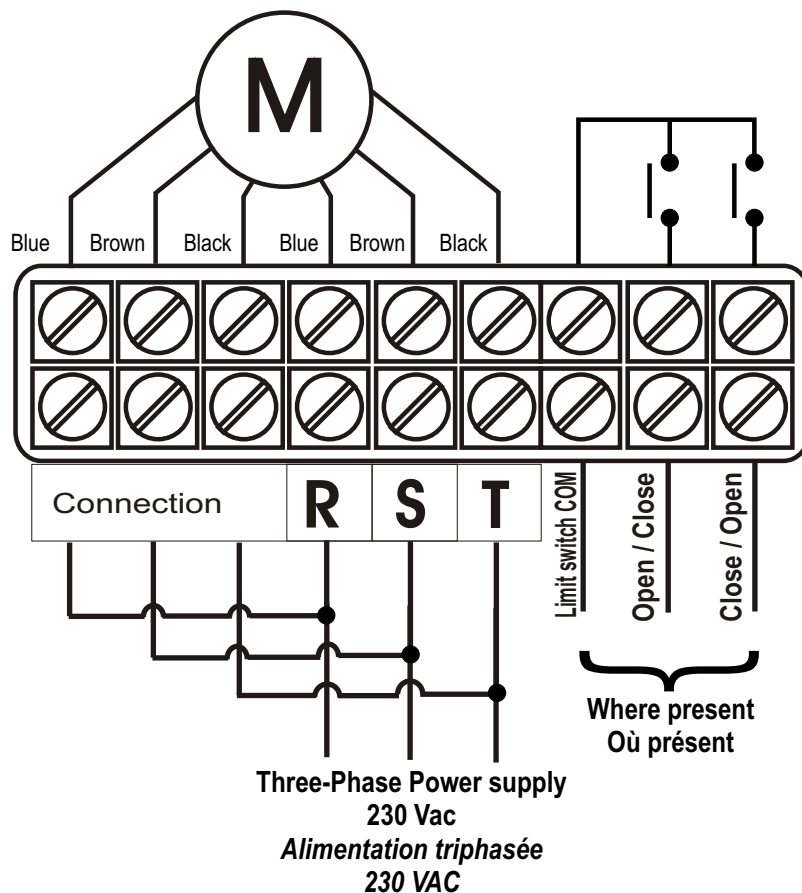 M
Blue Brown Black Blue Brown Black
Connection R S T
Limit switch COM
Open / Close
Close / Open
Where present
Où présent
Three-Phase Power supply
230 Vac
Alimentation triphasée
230 VAC